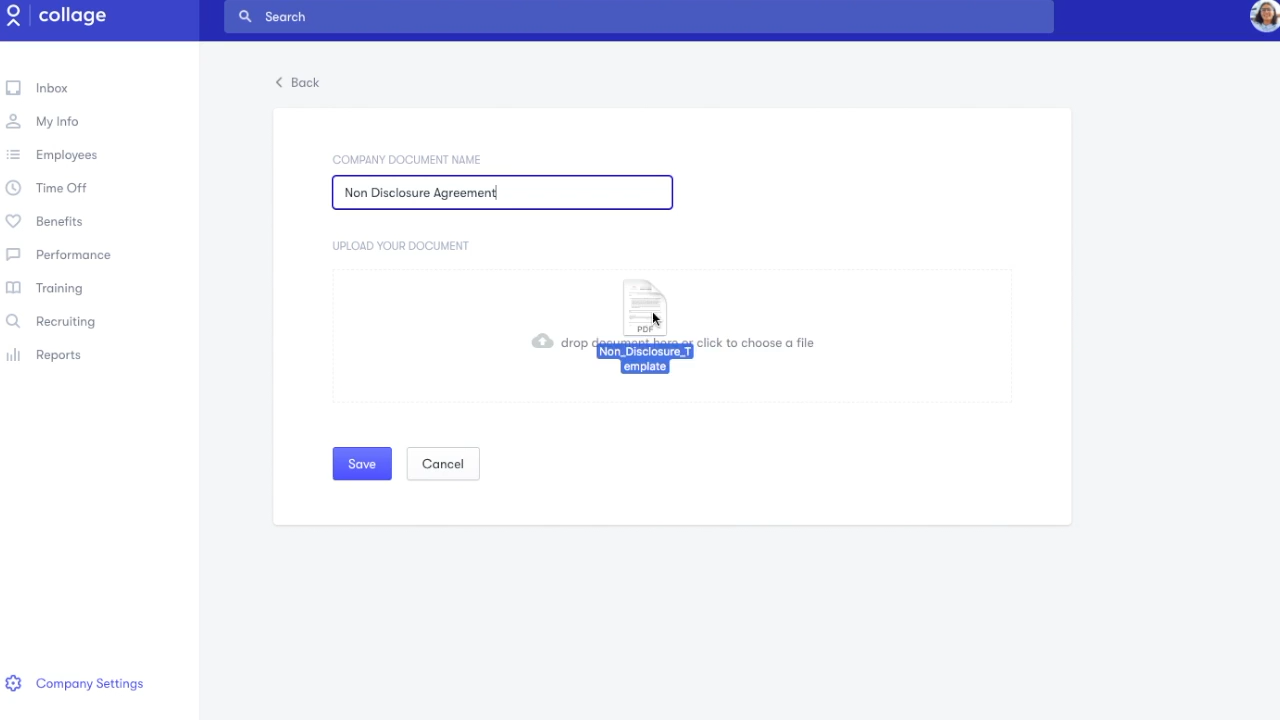 collage
Search
Inbox
My Info
Employees
Time Off
Benefits
Performance
Training
Recruiting
Reports
Company Settings
Back
COMPANY DOCUMENT NAME
Non Disclosure Agreement
UPLOAD YOUR DOCUMENT
PDF
drop document here or click to choose a file
Non_Disclosure_T
emplate
Save
Cancel